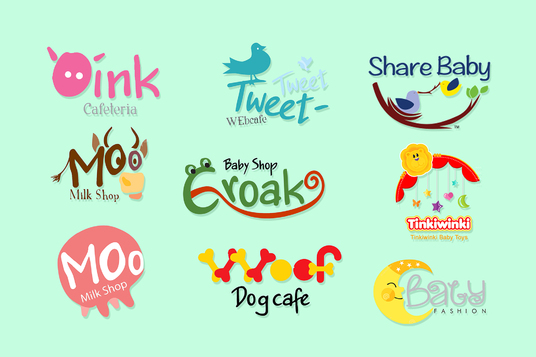 Oink
Cafeteria
Tweet
Tweet-
WEbcafe
Share Baby
TM
Moo
Milk Shop
Baby Shop
Croak
Tinkiwinki
Tinkiwinki Baby Toys
Moo
Milk Shop
Woof
Dog cafe
Baby
FASHION